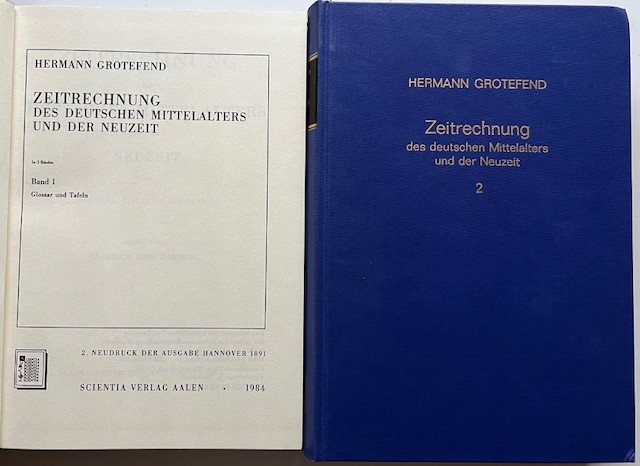 HERMANN GROTEFEND
ZEITRECHNUNG
DES DEUTSCHEN MITTELALTERS
UND DER NEUZEIT
In 2 Bänden
Band 1
Glossar und Tafeln
2. NEUDRUCK DER AUSGABE HANNOVER 1891
SCIENTIA VERLAG AALEN · 1984
HERMANN GROTEFEND
Zeitrechnung
des deutschen Mittelalters
und der Neuzeit
2